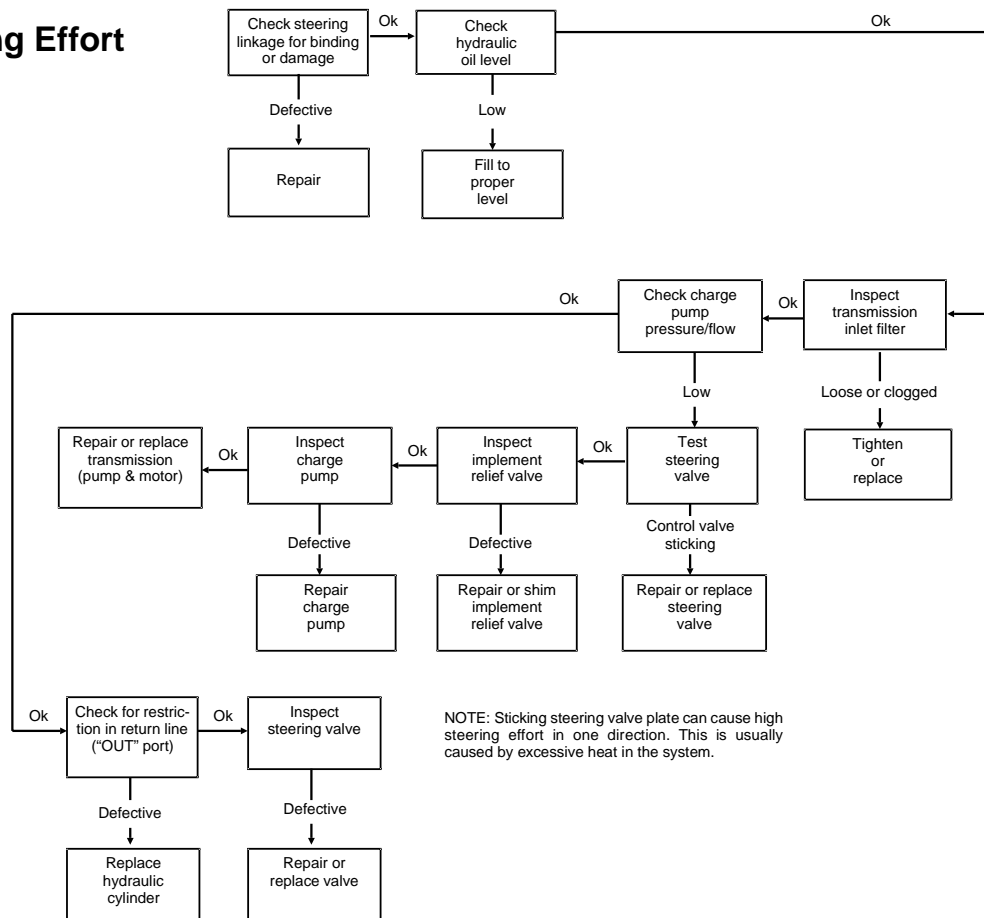 ng Effort
Check steering
linkage for binding
or damage
Ok
Check
hydraulic
oil level
Ok
Defective
Low
Repair
Fill to
proper
level
Ok
Check charge
pump
pressure/flow
Ok
Inspect
transmission
inlet filter
Low
Loose or clogged
Repair or replace
transmission
(pump & motor)
Ok
Inspect
charge
pump
Ok
Inspect
implement
relief valve
Ok
Test
steering
valve
Tighten
or
replace
Defective
Defective
Control valve
sticking
Repair
charge
pump
Repair or shim
implement
relief valve
Repair or replace
steering
valve
Ok
Check for restric-
tion in return line
(“OUT” port)
Ok
Inspect
steering valve
NOTE: Sticking steering valve plate can cause high
steering effort in one direction. This is usually
caused by excessive heat in the system.
Defective
Defective
Replace
hydraulic
cylinder
Repair or
replace valve